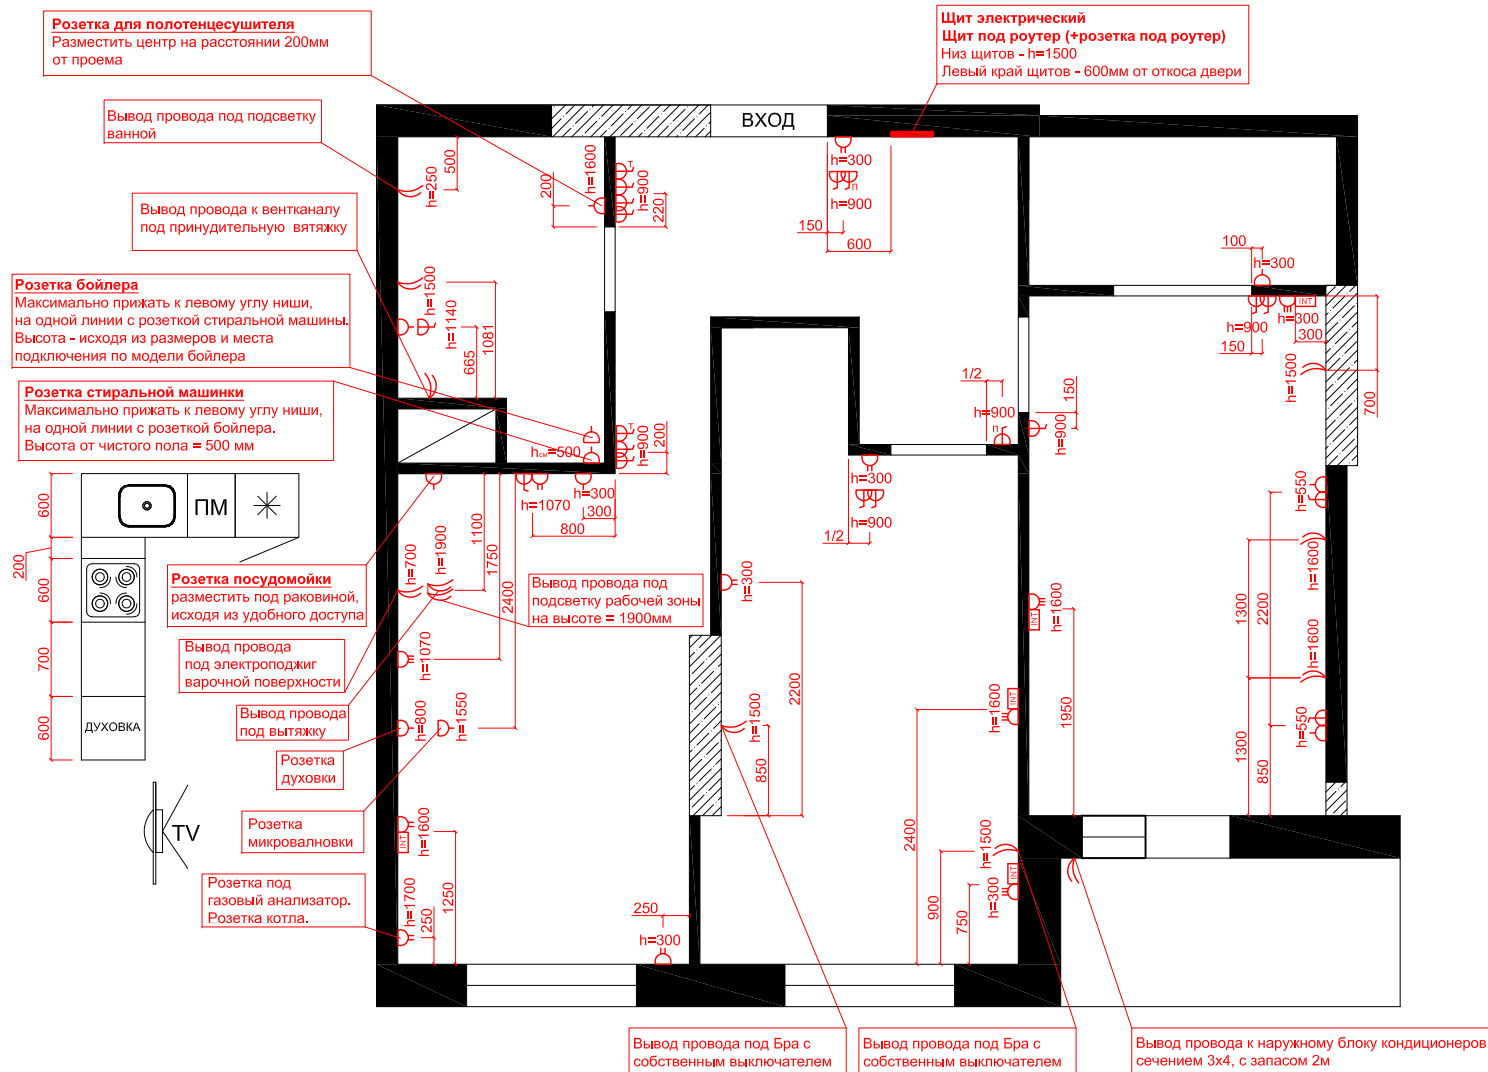 Розетка для полотенцесушителя
Разместить центр на расстоянии 200мм
от проема
Щит электрический
Щит под роутер (+розетка под роутер)
Низ щитов - h=1500
Левый край щитов - 600мм от откоса двери
Вывод провода под подсветку
ванной
ВХОД
Вывод провода к вентканалу
под принудительную вятяжку
Розетка бойлера
Максимально прижать к левому углу ниши,
на одной линии с розеткой стиральной машины.
Высота - исходя из размеров и места
подключения по модели бойлера
Розетка стиральной машинки
Максимально прижать к левому углу ниши,
на одной линии с розеткой бойлера.
Высота от чистого пола = 500 мм
h=250
500
h=1600
200
Т
h=900
220
h=300
п
h=900
150
600
100
h=300
h=900
150
h=300
INT
300
h=1500
700
h=1500
h=1140
665
1081
1/2
h=900
п
150
h=900
hсм=500
Т
h=900
200
h=1070
h=300
300
800
h=300
h=900
1/2
h=550
h=1600
1300
2200
h=1600
h=550
1300
850
600
200
600
700
600
ПМ
ДУХОВКА
TV
Розетка посудомойки
разместить под раковиной,
исходя из удобного доступа
h=700
h=1900
1100
1750
2400
Вывод провода под
подсветку рабочей зоны
на высоте = 1900мм
Вывод провода
под электроподжиг
варочной поверхности
h=1070
Вывод провода
под вытяжку
h=800
h=1550
Розетка
духовки
Розетка
микровалновки
h=1600
INT
1250
Розетка под
газовый анализатор.
Розетка котла.
h=1700
250
250
h=300
h=300
2200
h=1500
850
h=1600
INT
1950
INT
h=1600
2400
h=1500
900
INT
h=300
750
Вывод провода под Бра с
собственным выключателем
Вывод провода под Бра с
собственным выключателем
Вывод провода к наружному блоку кондиционеров
сечением 3х4, с запасом 2м